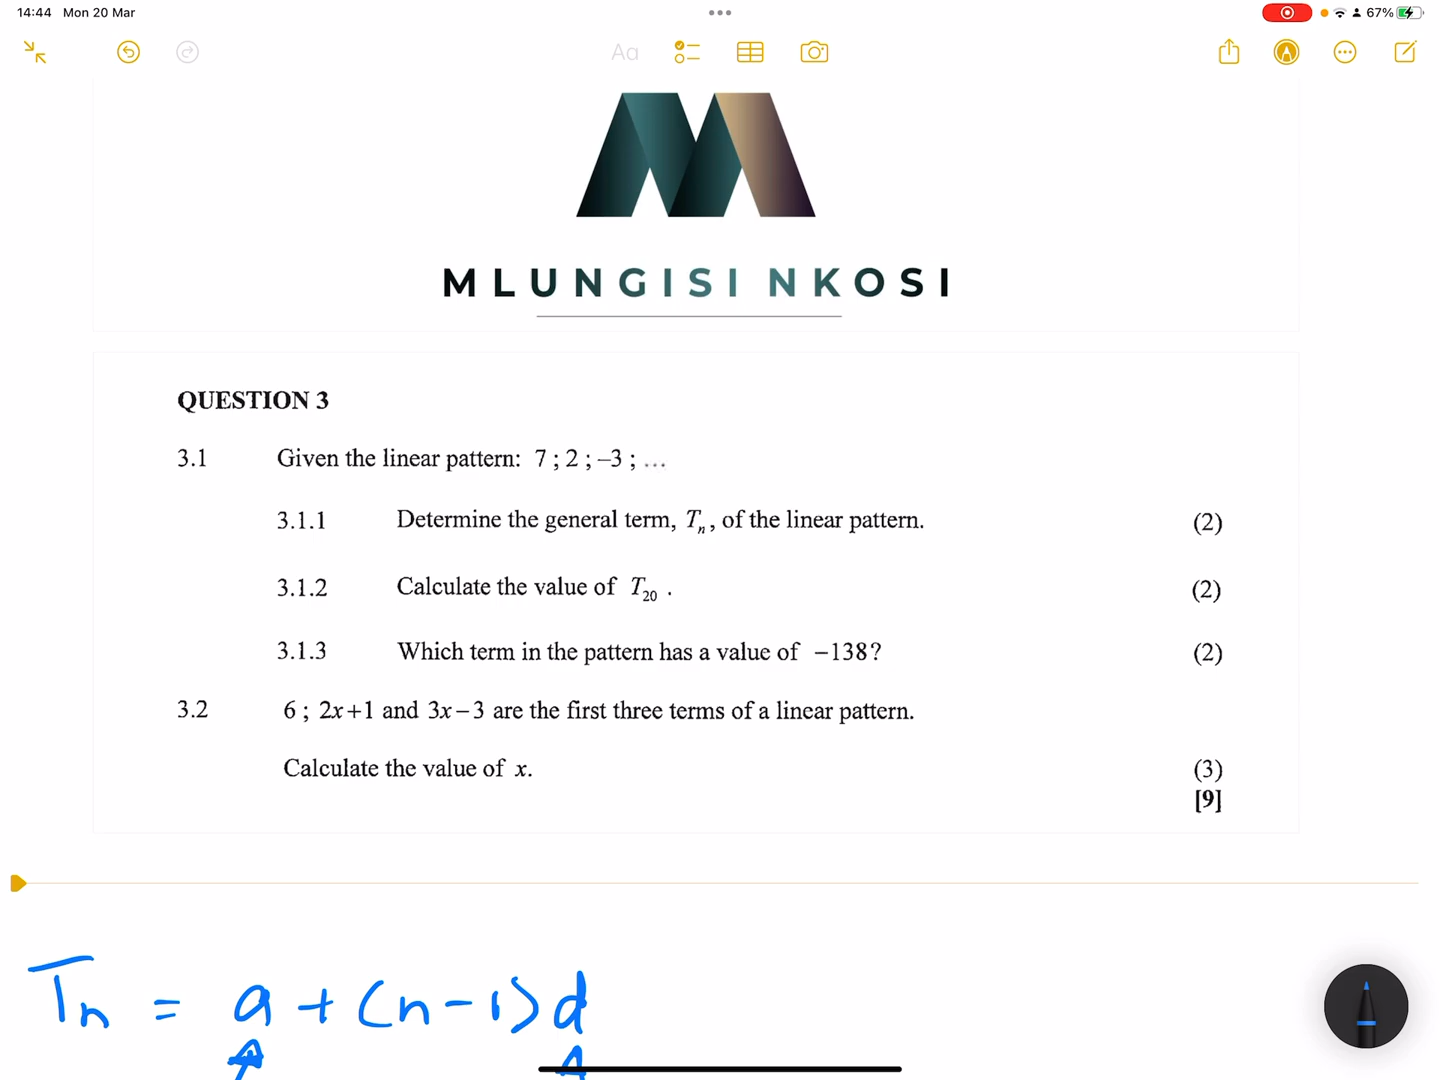 14:44 Mon 20 Mar
67%
Aa
MLUNGISI NKOSI
QUESTION 3
3.1 Given the linear pattern: 7 ; 2 ; –3 ; …
3.1.1 Determine the general term, Tₙ, of the linear pattern. (2)
3.1.2 Calculate the value of T₂₀ . (2)
3.1.3 Which term in the pattern has a value of –138? (2)
3.2 6 ; 2x+1 and 3x–3 are the first three terms of a linear pattern.
Calculate the value of x. (3)
[9]
Tₙ = a + (n-1)d